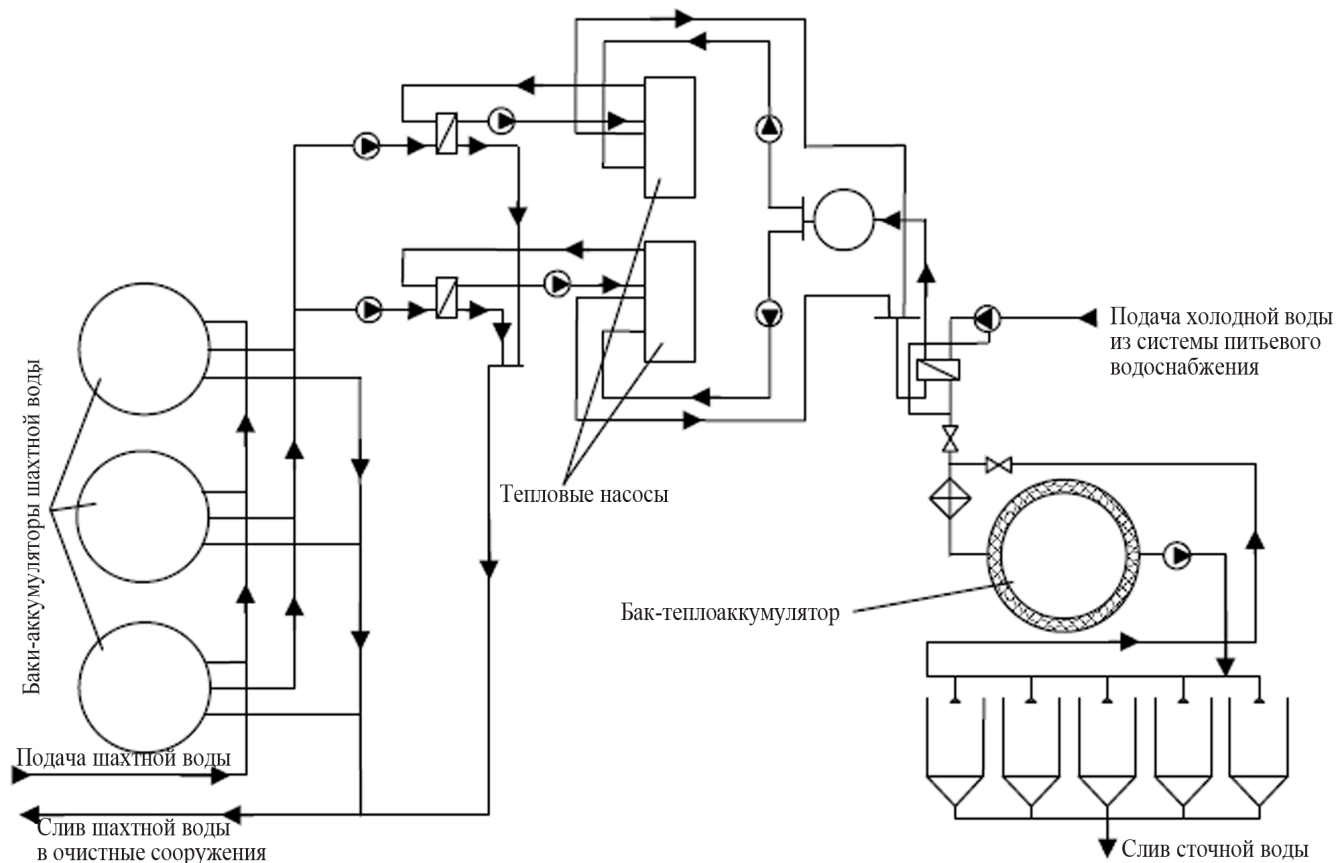 Подача холодной воды
из системы питьевого
водоснабжения
Тепловые насосы
Баки-аккумуляторы шахтной воды
Бак-теплоаккумулятор
Подача шахтной воды
Слив шахтной воды
в очистные сооружения
Слив сточной воды